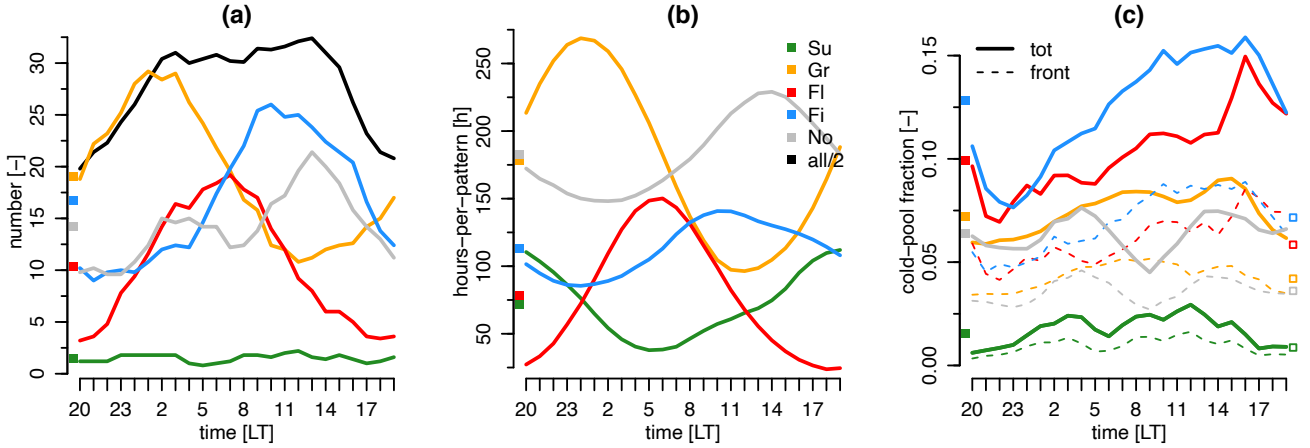 (a)
number [−]
0
5
10
15
20
25
30
20 23 2 5 8 11 14 17
time [LT]
(b)
hours−per−pattern [h]
50
100
150
200
250
Su
Gr
Fl
Fi
No
all/2
20 23 2 5 8 11 14 17
time [LT]
(c)
cold−pool fraction [−]
0.00
0.05
0.10
0.15
tot
front
20 23 2 5 8 11 14 17
time [LT]